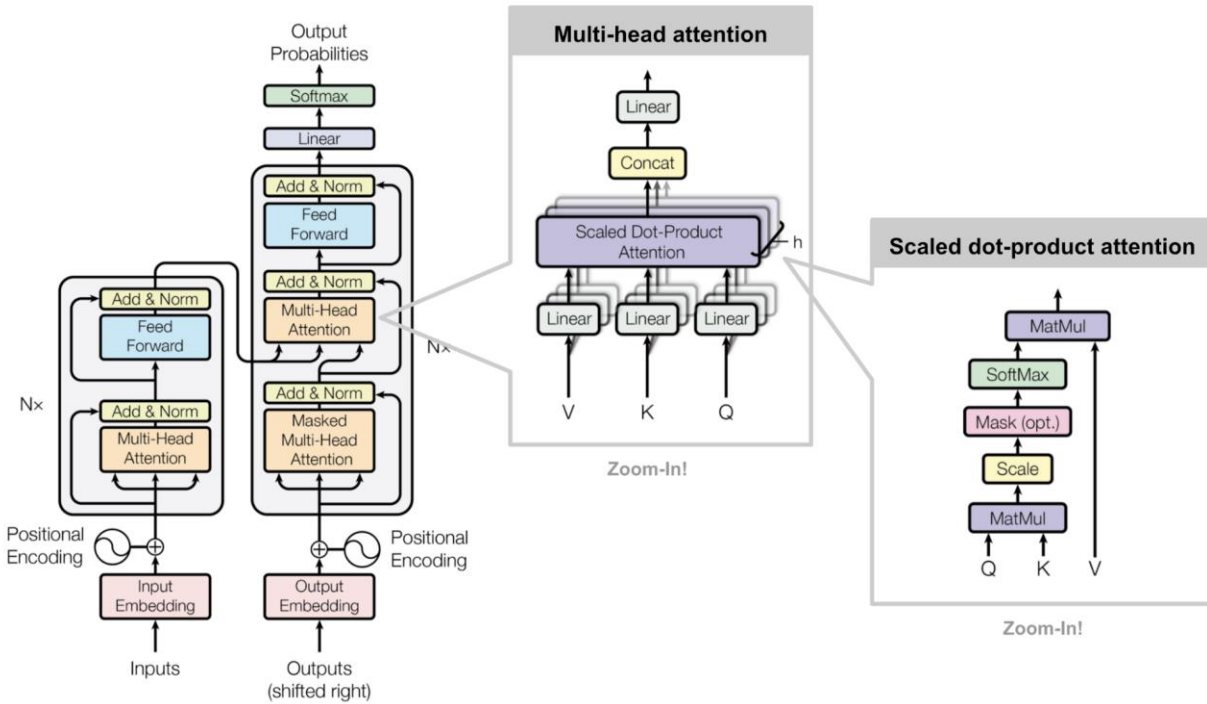 Output
Probabilities
Softmax
Linear
Add & Norm
Feed
Forward
Add & Norm
Multi-Head
Attention
Nx
Add & Norm
Masked
Multi-Head
Attention
Add & Norm
Feed
Forward
Nx
Add & Norm
Multi-Head
Attention
Positional
Encoding
Positional
Encoding
Input
Embedding
Output
Embedding
Inputs
Outputs
(shifted right)
Multi-head attention
Linear
Concat
Scaled Dot-Product
Attention
h
Linear Linear Linear
V K Q
Zoom-In!
Scaled dot-product attention
MatMul
SoftMax
Mask (opt.)
Scale
MatMul
Q K V
Zoom-In!